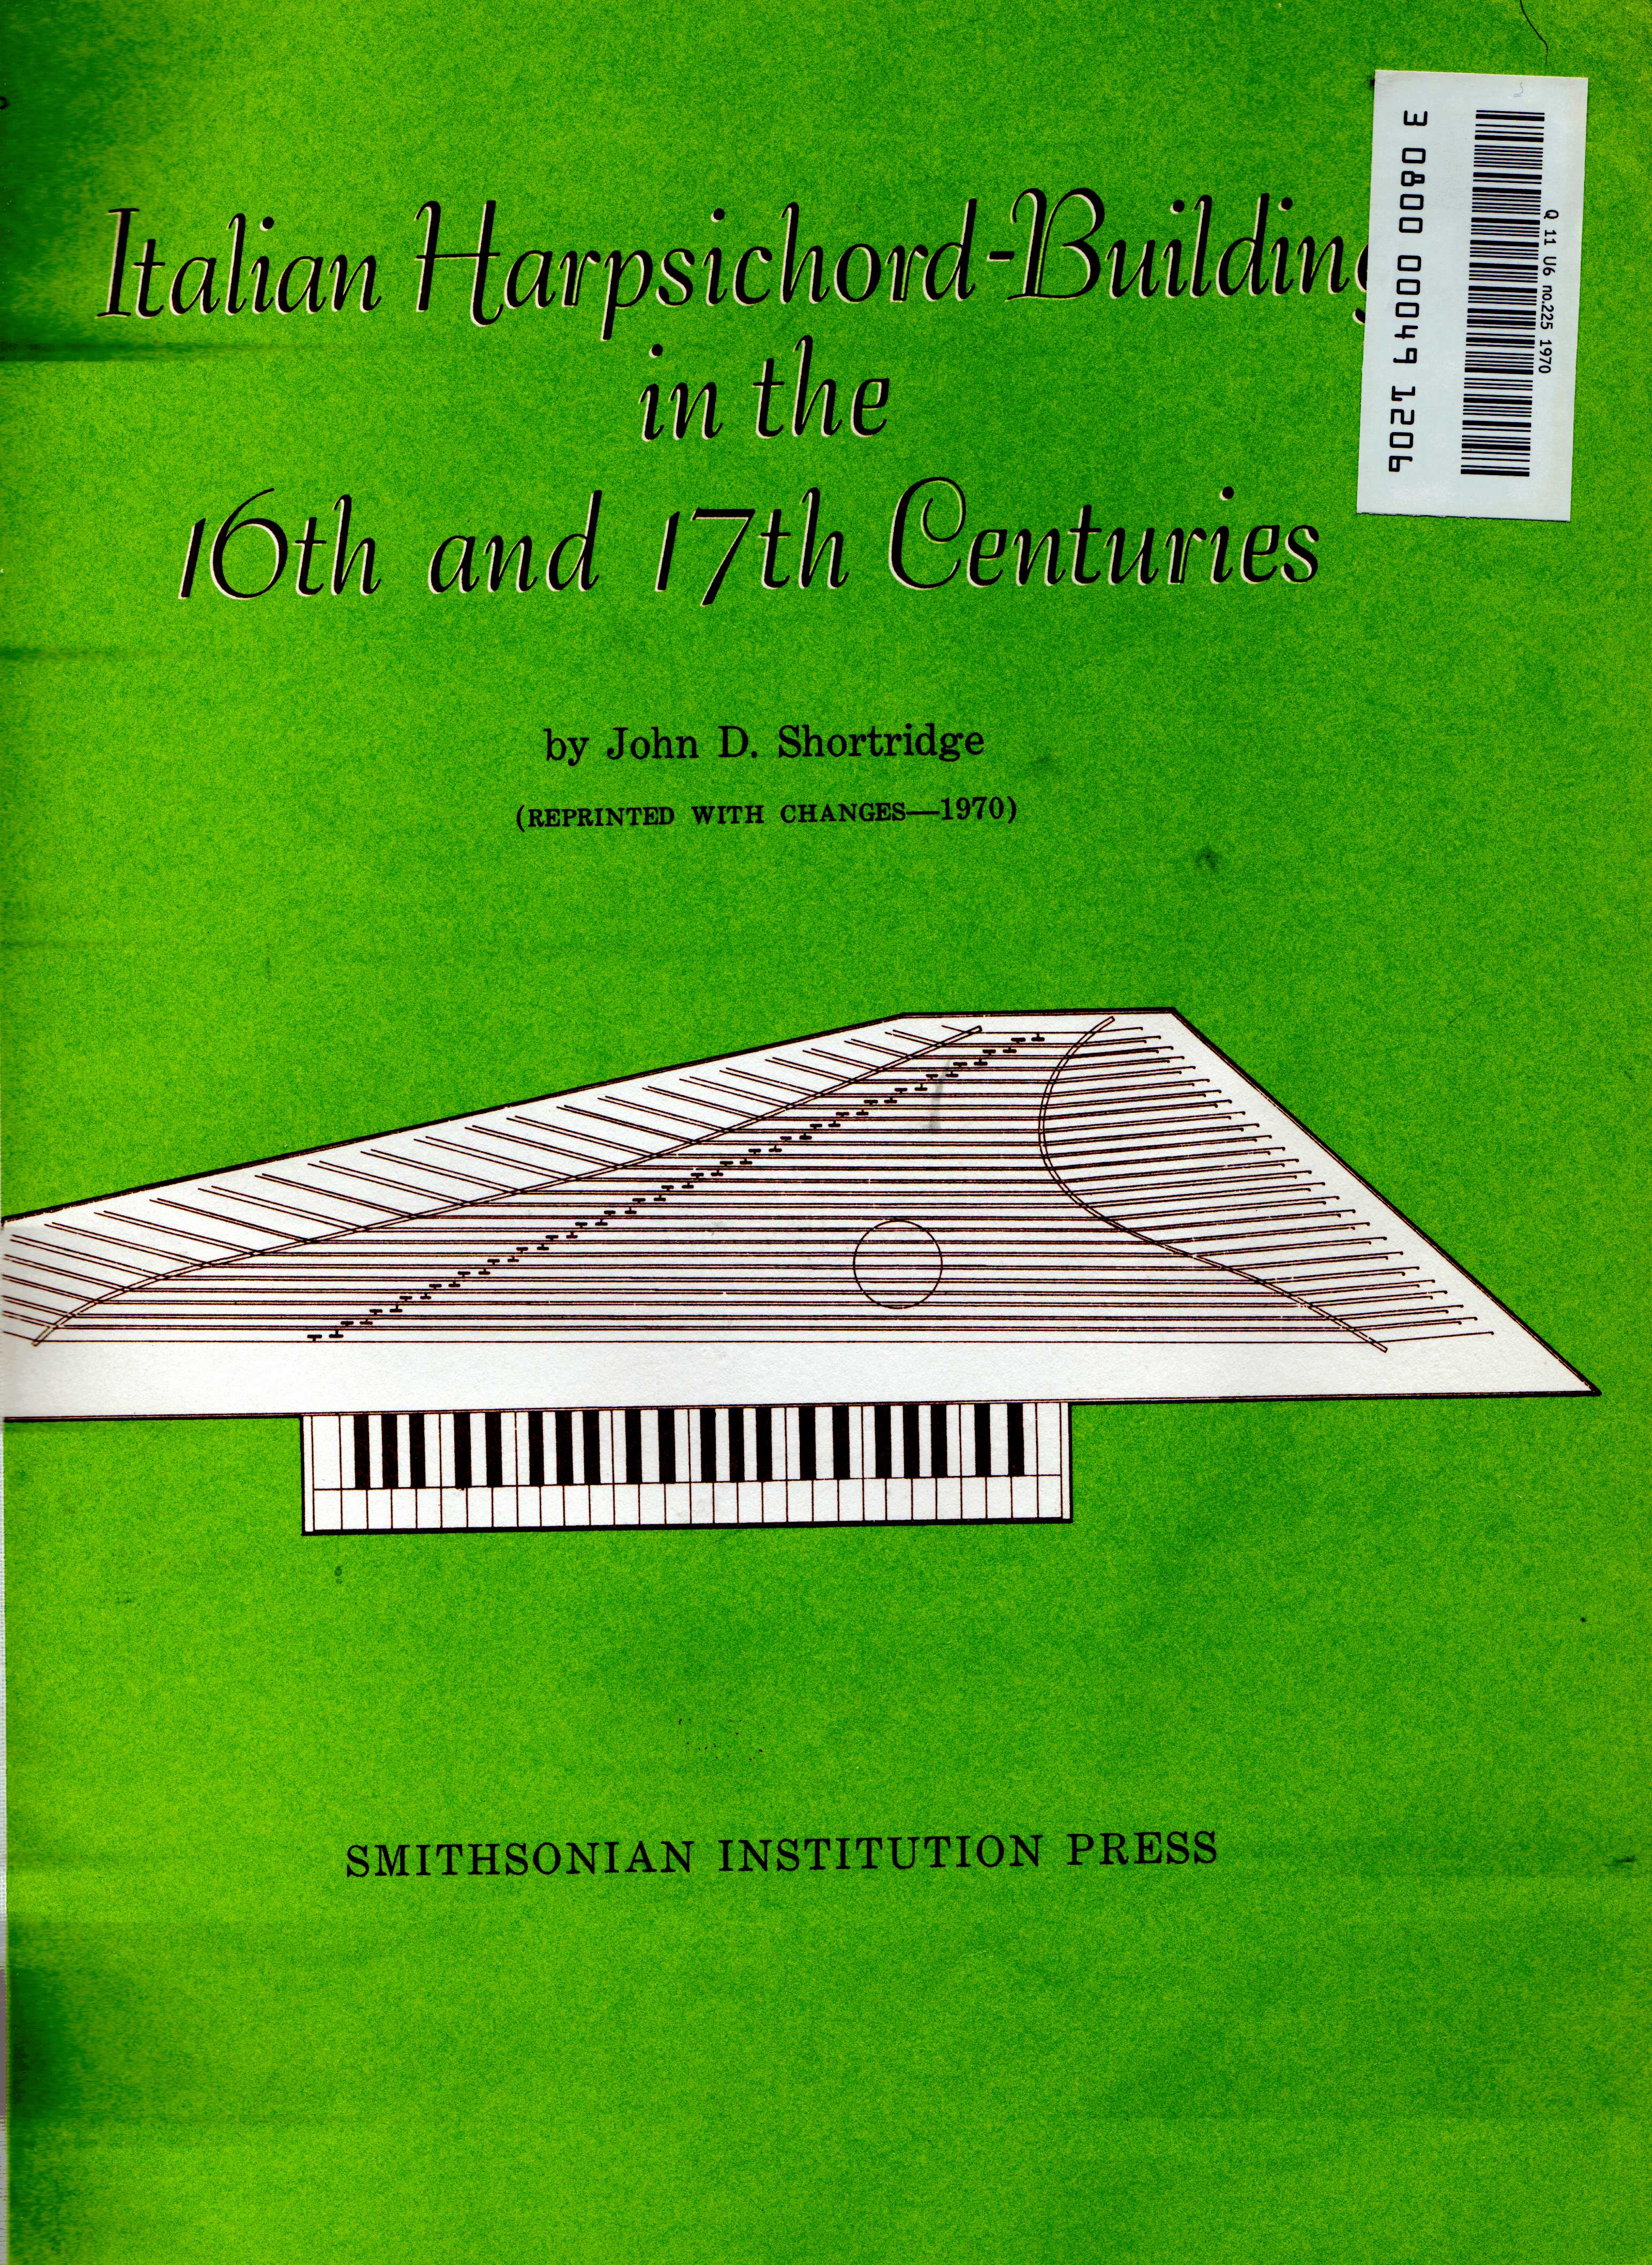 Italian Harpsichord-Building
in the
16th and 17th Centuries
by John D. Shortridge
(REPRINTED WITH CHANGES—1970)
SMITHSONIAN INSTITUTION PRESS
Q 11 U6 no.225 1970
3 0800 00049 1206